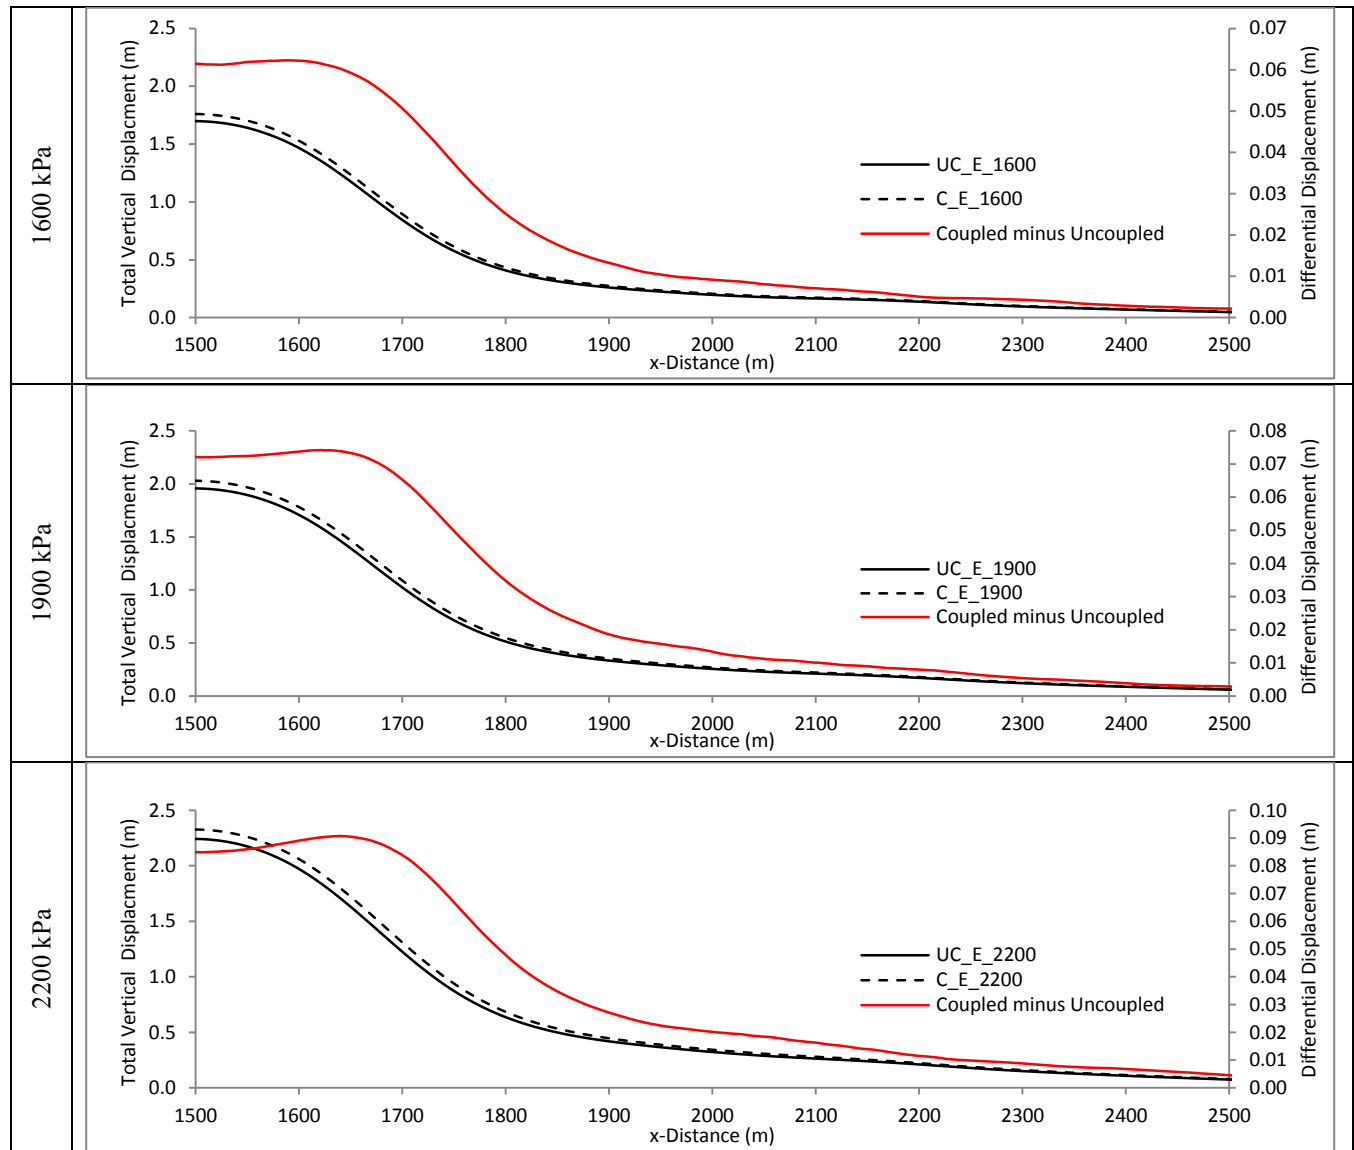 1600 kPa
Total Vertical Displacment (m)
2.5
2.0
1.5
1.0
0.5
0.0
1500 1600 1700 1800 1900 2000 2100 2200 2300 2400 2500
x-Distance (m)
UC_E_1600
C_E_1600
Coupled minus Uncoupled
0.07
0.06
0.05
0.04
0.03
0.02
0.01
0.00
Differential Displacement (m)
1900 kPa
Total Vertical Displacment (m)
2.5
2.0
1.5
1.0
0.5
0.0
1500 1600 1700 1800 1900 2000 2100 2200 2300 2400 2500
x-Distance (m)
UC_E_1900
C_E_1900
Coupled minus Uncoupled
0.08
0.07
0.06
0.05
0.04
0.03
0.02
0.01
0.00
Differential Displacement (m)
2200 kPa
Total Vertical Displacment (m)
2.5
2.0
1.5
1.0
0.5
0.0
1500 1600 1700 1800 1900 2000 2100 2200 2300 2400 2500
x-Distance (m)
UC_E_2200
C_E_2200
Coupled minus Uncoupled
0.10
0.09
0.08
0.07
0.06
0.05
0.04
0.03
0.02
0.01
0.00
Differential Displacement (m)